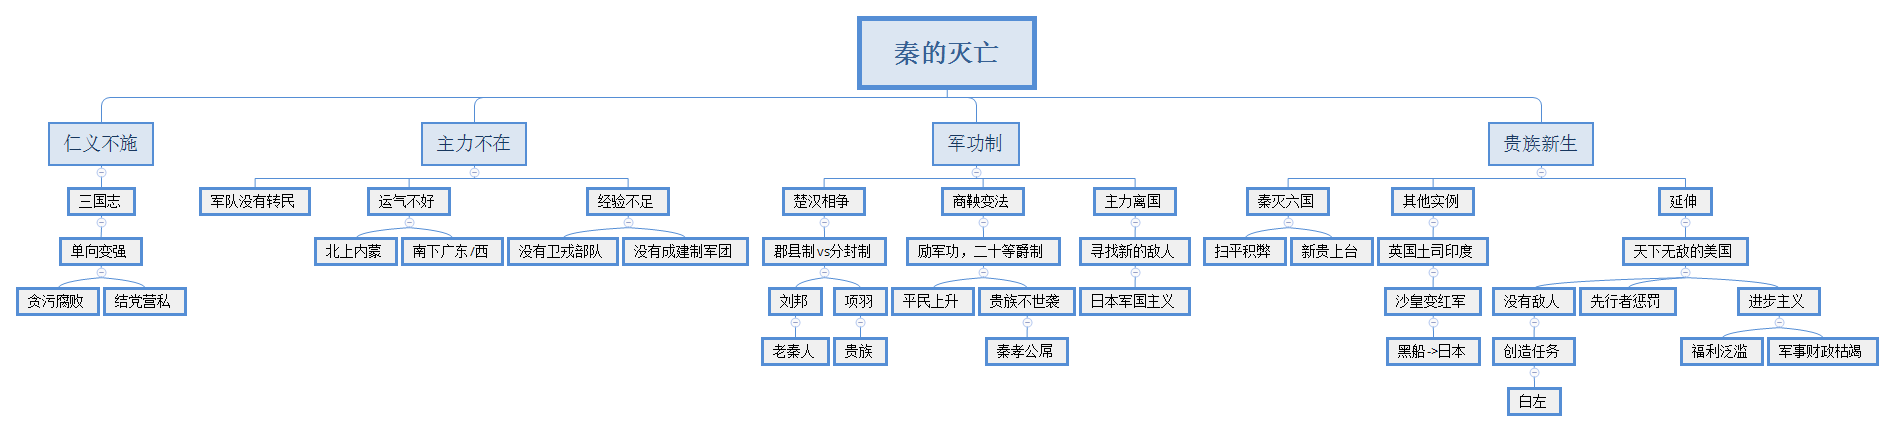 秦的灭亡
仁义不施
主力不在
军功制
贵族新生
三国志
军队没有转民
运气不好
经验不足
楚汉相争
商鞅变法
主力离国
秦灭六国
其他实例
延伸
单向变强
北上内蒙
南下广东/西
没有卫戎部队
没有成建制军团
郡县制vs分封制
励军功，二十等爵制
寻找新的敌人
扫平积弊
新贵上台
英国土司印度
天下无敌的美国
贪污腐败
结党营私
刘邦
项羽
平民上升
贵族不世袭
日本军国主义
沙皇变红军
没有敌人
先行者惩罚
进步主义
老秦人
贵族
秦孝公屌
黑船->日本
创造任务
福利泛滥
军事财政枯竭
白左